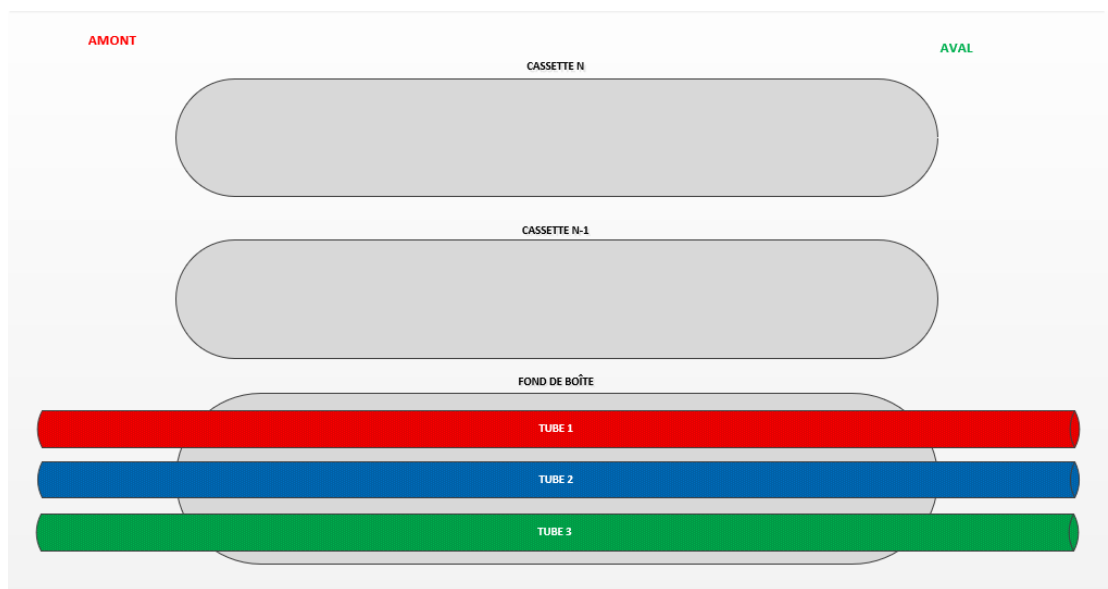 AMONT
AVAL
CASSETTE N
CASSETTE N-1
FOND DE BOÎTE
TUBE 1
TUBE 2
TUBE 3